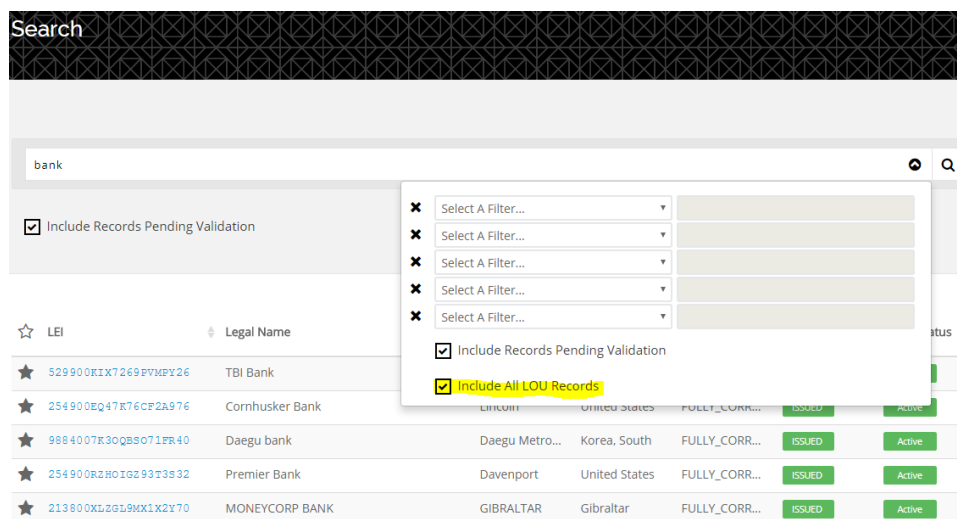 Search
bank
Include Records Pending Validation
Select A Filter...
Select A Filter...
Select A Filter...
Select A Filter...
Select A Filter...
Include Records Pending Validation
Include All LOU Records
LEI Legal Name atus
529900KIX7269PVMPY26 TBI Bank
254900EQ47K76CF2A976 Cornhusker Bank Lincoln United States FULLY_CORR... ISSUED Active
9884007K3OQBSO71FR40 Daegu bank Daegu Metro... Korea, South FULLY_CORR... ISSUED Active
254900RZHOIGZ93T3S32 Premier Bank Davenport United States FULLY_CORR... ISSUED Active
213800XLZGL9MX1X2Y70 MONEYCORP BANK GIBRALTAR Gibraltar FULLY_CORR... ISSUED Active